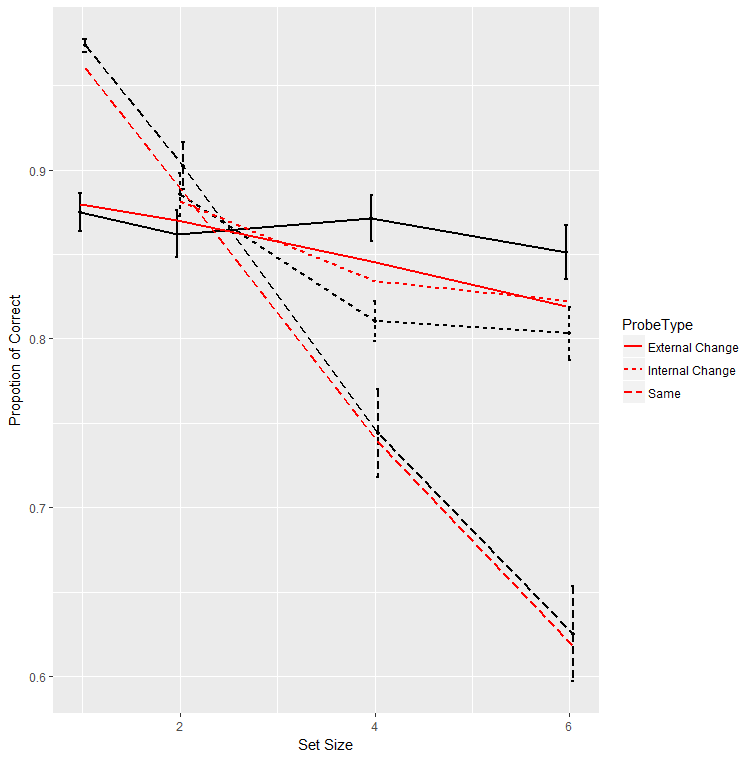 0.9
0.8
0.7
0.6
2
4
6
Set Size
Propotion of Correct
ProbeType
External Change
Internal Change
Same